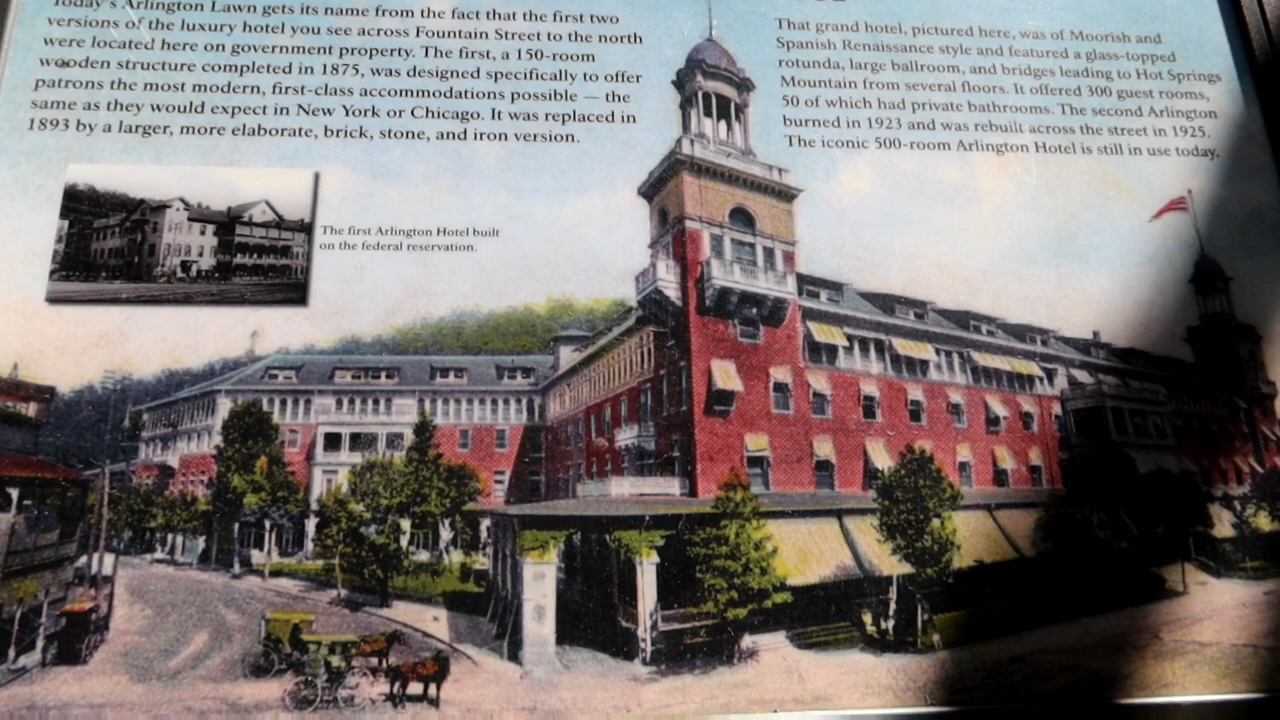 Today's Arlington Lawn gets its name from the fact that the first two
versions of the luxury hotel you see across Fountain Street to the north
were located here on government property. The first, a 150-room
wooden structure completed in 1875, was designed specifically to offer
patrons the most modern, first-class accommodations possible — the
same as they would expect in New York or Chicago. It was replaced in
1893 by a larger, more elaborate, brick, stone, and iron version.
That grand hotel, pictured here, was of Moorish and
Spanish Renaissance style and featured a glass-topped
rotunda, large ballroom, and bridges leading to Hot Springs
Mountain from several floors. It offered 300 guest rooms,
50 of which had private bathrooms. The second Arlington
burned in 1923 and was rebuilt across the street in 1925.
The iconic 500-room Arlington Hotel is still in use today.
The first Arlington Hotel built
on the federal reservation.